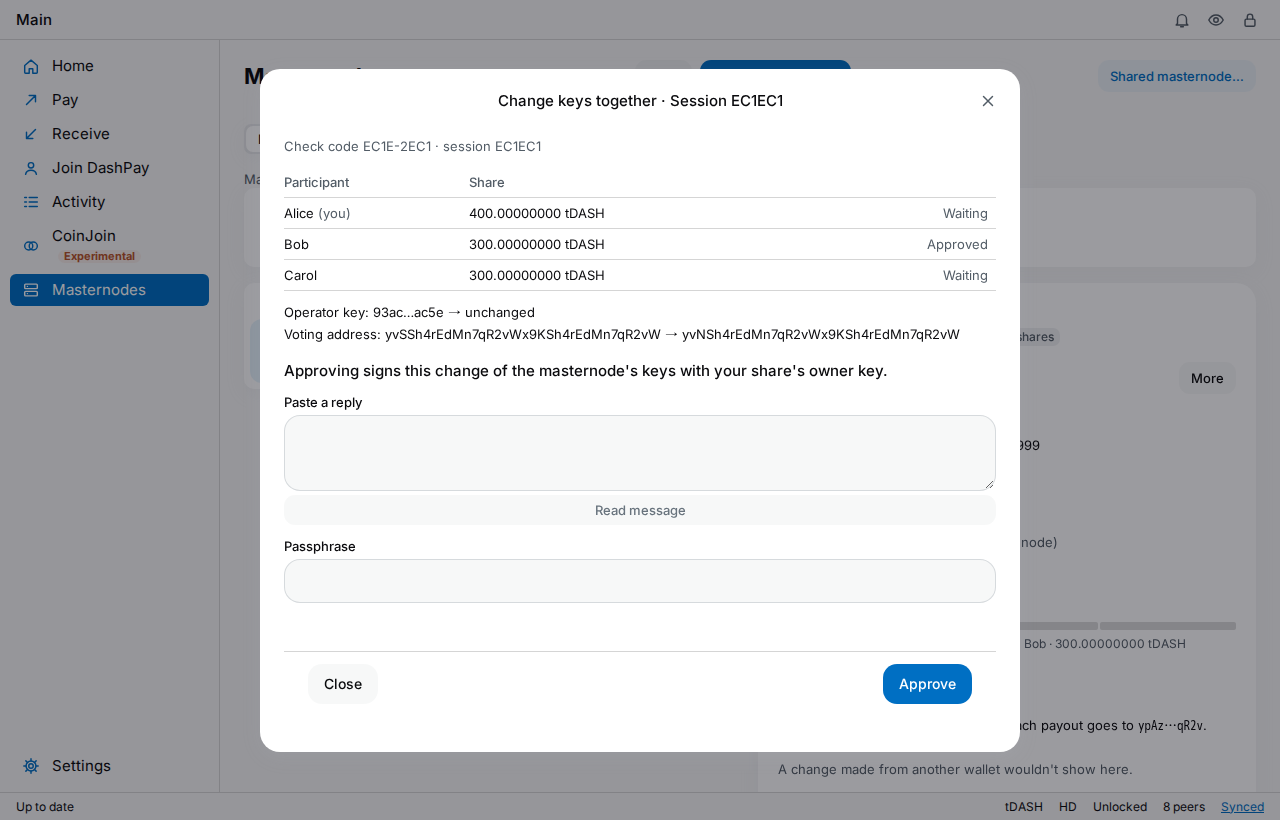 Main
Home
Pay
Receive
Join DashPay
Activity
CoinJoin
Experimental
Masternodes
Settings
Shared masternode…
Change keys together · Session EC1EC1
Check code EC1E-2EC1 · session EC1EC1
Participant Share
Alice (you) 400.00000000 tDASH Waiting
Bob 300.00000000 tDASH Approved
Carol 300.00000000 tDASH Waiting
Operator key: 93ac…ac5e → unchanged
Voting address: yvSSh4rEdMn7qR2vWx9KSh4rEdMn7qR2vW → yvNSh4rEdMn7qR2vWx9KSh4rEdMn7qR2vW
Approving signs this change of the masternode's keys with your share's owner key.
Paste a reply
Read message
Passphrase
Close
Approve
shares
More
999
node)
Bob · 300.00000000 tDASH
ach payout goes to ypAz…qR2v.
A change made from another wallet wouldn't show here.
Up to date
tDASH HD Unlocked 8 peers Synced